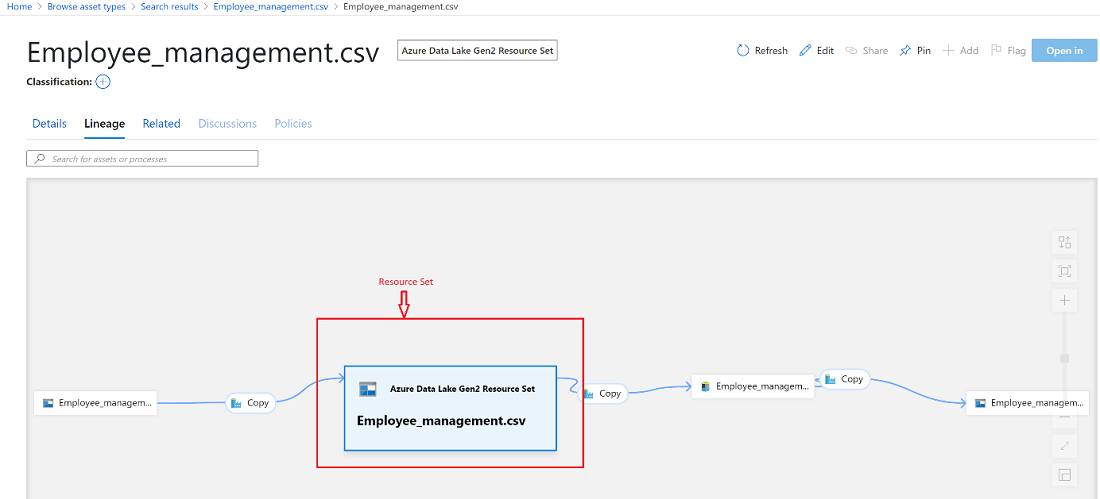 Home > Browse asset types > Search results > Employee_management.csv > Employee_management.csv
Employee_management.csv
Azure Data Lake Gen2 Resource Set
Refresh Edit Share Pin Add Flag Open in
Classification:
Details Lineage Related Discussions Policies
Search for assets or processes
Resource Set
Azure Data Lake Gen2 Resource Set
Employee_management.csv
Employee_managem...
Copy
Copy
Employee_managem...
Copy
Employee_managem...